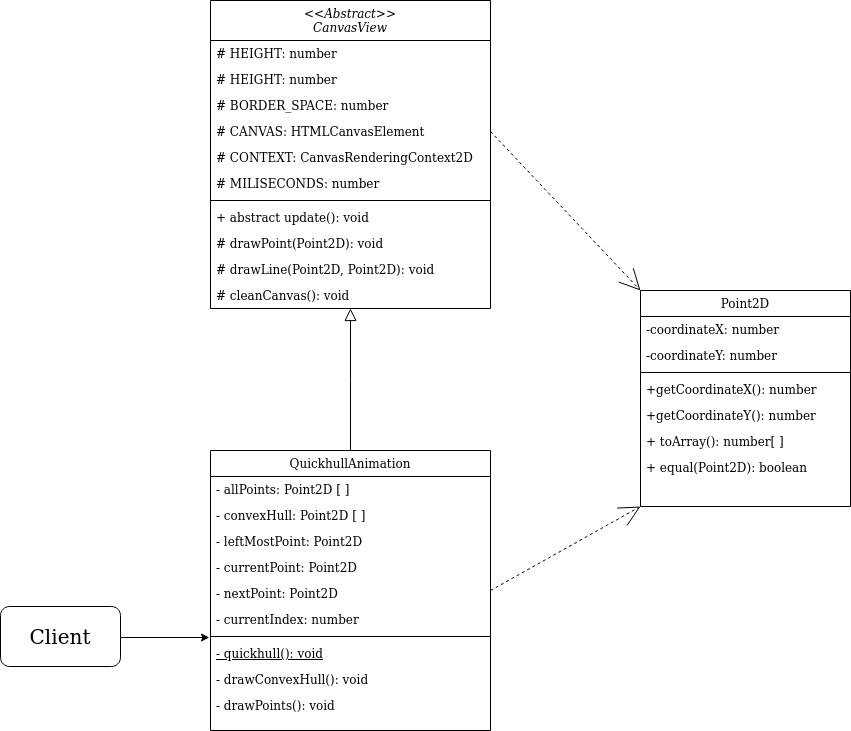 <<Abstract>>
CanvasView
# HEIGHT: number
# HEIGHT: number
# BORDER_SPACE: number
# CANVAS: HTMLCanvasElement
# CONTEXT: CanvasRenderingContext2D
# MILISECONDS: number
+ abstract update(): void
# drawPoint(Point2D): void
# drawLine(Point2D, Point2D): void
# cleanCanvas(): void
Point2D
-coordinateX: number
-coordinateY: number
+getCoordinateX(): number
+getCoordinateY(): number
+ toArray(): number[ ]
+ equal(Point2D): boolean
QuickhullAnimation
- allPoints: Point2D [ ]
- convexHull: Point2D [ ]
- leftMostPoint: Point2D
- currentPoint: Point2D
- nextPoint: Point2D
- currentIndex: number
- quickhull(): void
- drawConvexHull(): void
- drawPoints(): void
Client